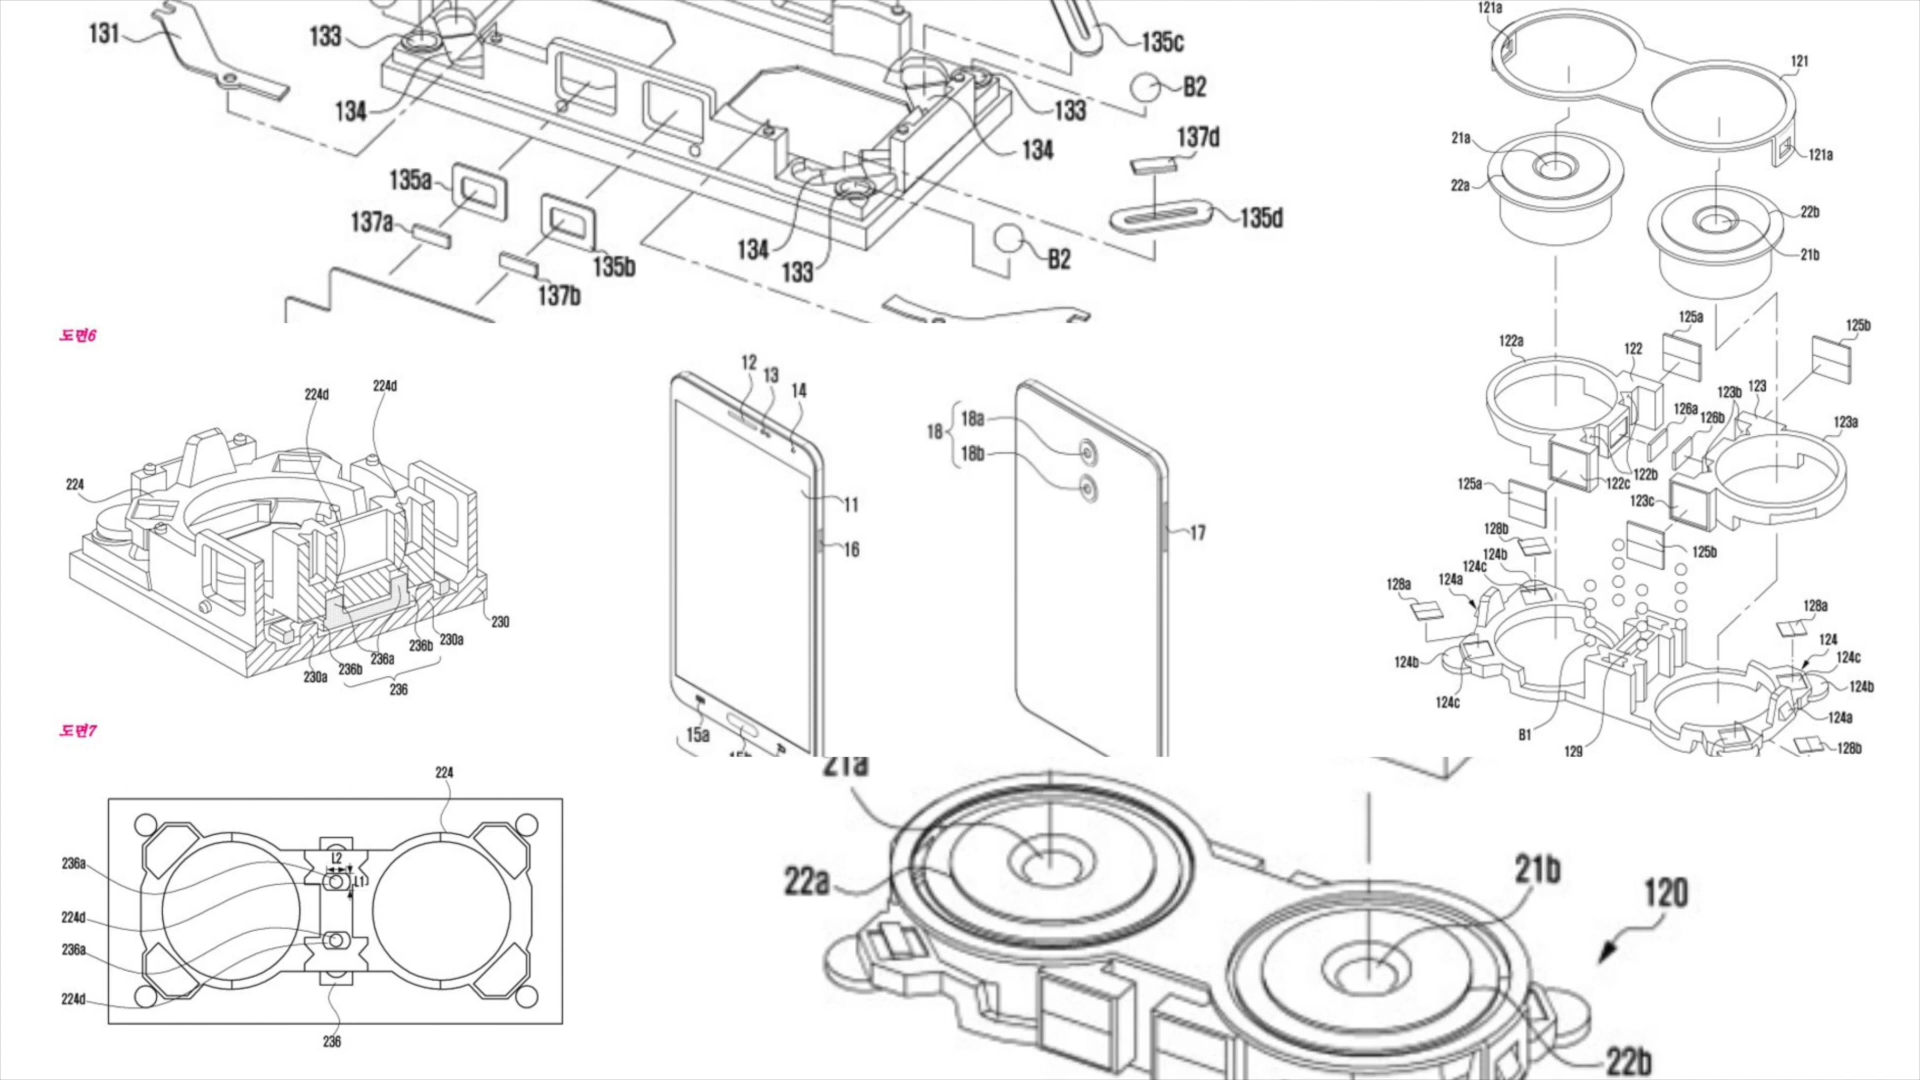 131
133
134
135c
B2
133
134
137d
135a
137a
135b
137b
134
133
B2
135d
도면6
224d
224d
224
230
230a
236b
236a
236b
230a
236
도면7
224
236a
L2
L1
224d
236a
224d
236
12
13
14
11
16
15a
18
18a
18b
17
121a
121
121a
21a
22a
22b
21b
125a
125b
122a
122
123b
123
126a
126b
123a
122b
122c
125a
123c
125b
128b
124b
124c
124a
128a
128a
124
124c
124b
124b
124a
124c
B1
129
128b
21a
22a
21b
120
22b